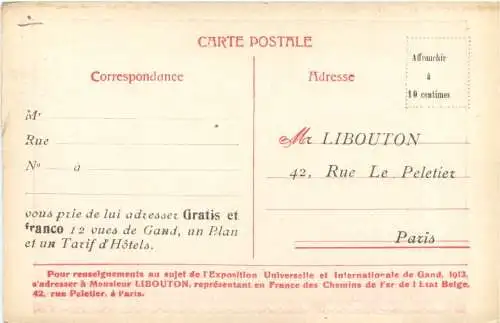 CARTE POSTALE
Correspondance
Mr
Rue
No à
vous prie de lui adresser Gratis et
franco 12 vues de Gand, un Plan
et un Tarif d'Hôtels.
Adresse
Affranchir
à
10 centimes
Mr LIBOUTON
42, Rue Le Peletier
Paris
Pour renseignements au sujet de l'Exposition Universelle et Internationale de Gand, 1913,
s'adresser à Monsieur LIBOUTON, représentant en France des Chemins de Fer de l'Etat Belge,
42, rue Peletier, à Paris.